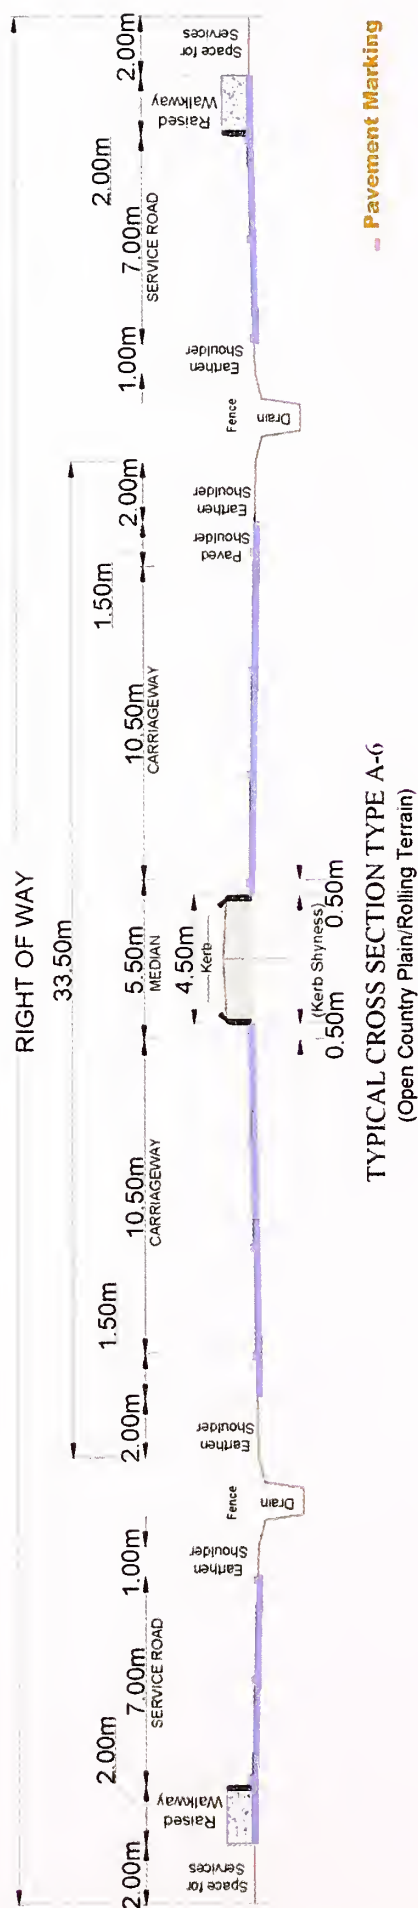 RIGHT OF WAY
33.50m
2.00m
2.00m
7.00m
SERVICE ROAD
1.00m
2.00m
1.50m
10.50m
CARRIAGEWAY
5.50m
MEDIAN
4.50m
Kerb
10.50m
CARRIAGEWAY
1.50m
2.00m
1.00m
7.00m
SERVICE ROAD
2.00m
2.00m
Space for
Services
Raised
Walkway
Earthen
Shoulder
Fence
Drain
Earthen
Shoulder
Paved
Shoulder
Earthen
Shoulder
Fence
Drain
Earthen
Shoulder
Raised
Walkway
Space for
Services
(Kerb Shyness)
0.50m
0.50m
TYPICAL CROSS SECTION TYPE A-6
(Open Country Plain/Rolling Terrain)
Pavement Marking